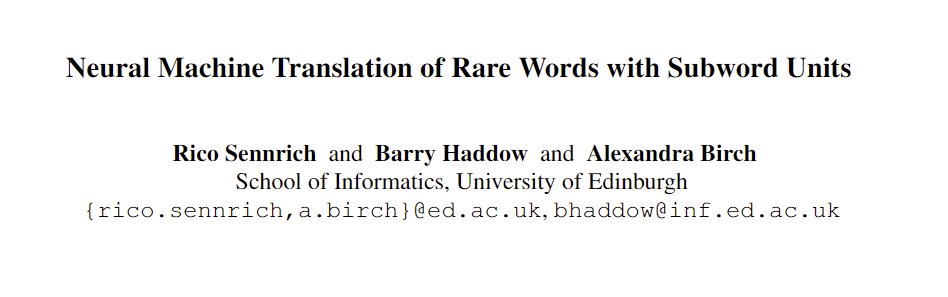 Neural Machine Translation of Rare Words with Subword Units
Rico Sennrich and Barry Haddow and Alexandra Birch
School of Informatics, University of Edinburgh
{rico.sennrich,a.birch}@ed.ac.uk, bhaddow@inf.ed.ac.uk